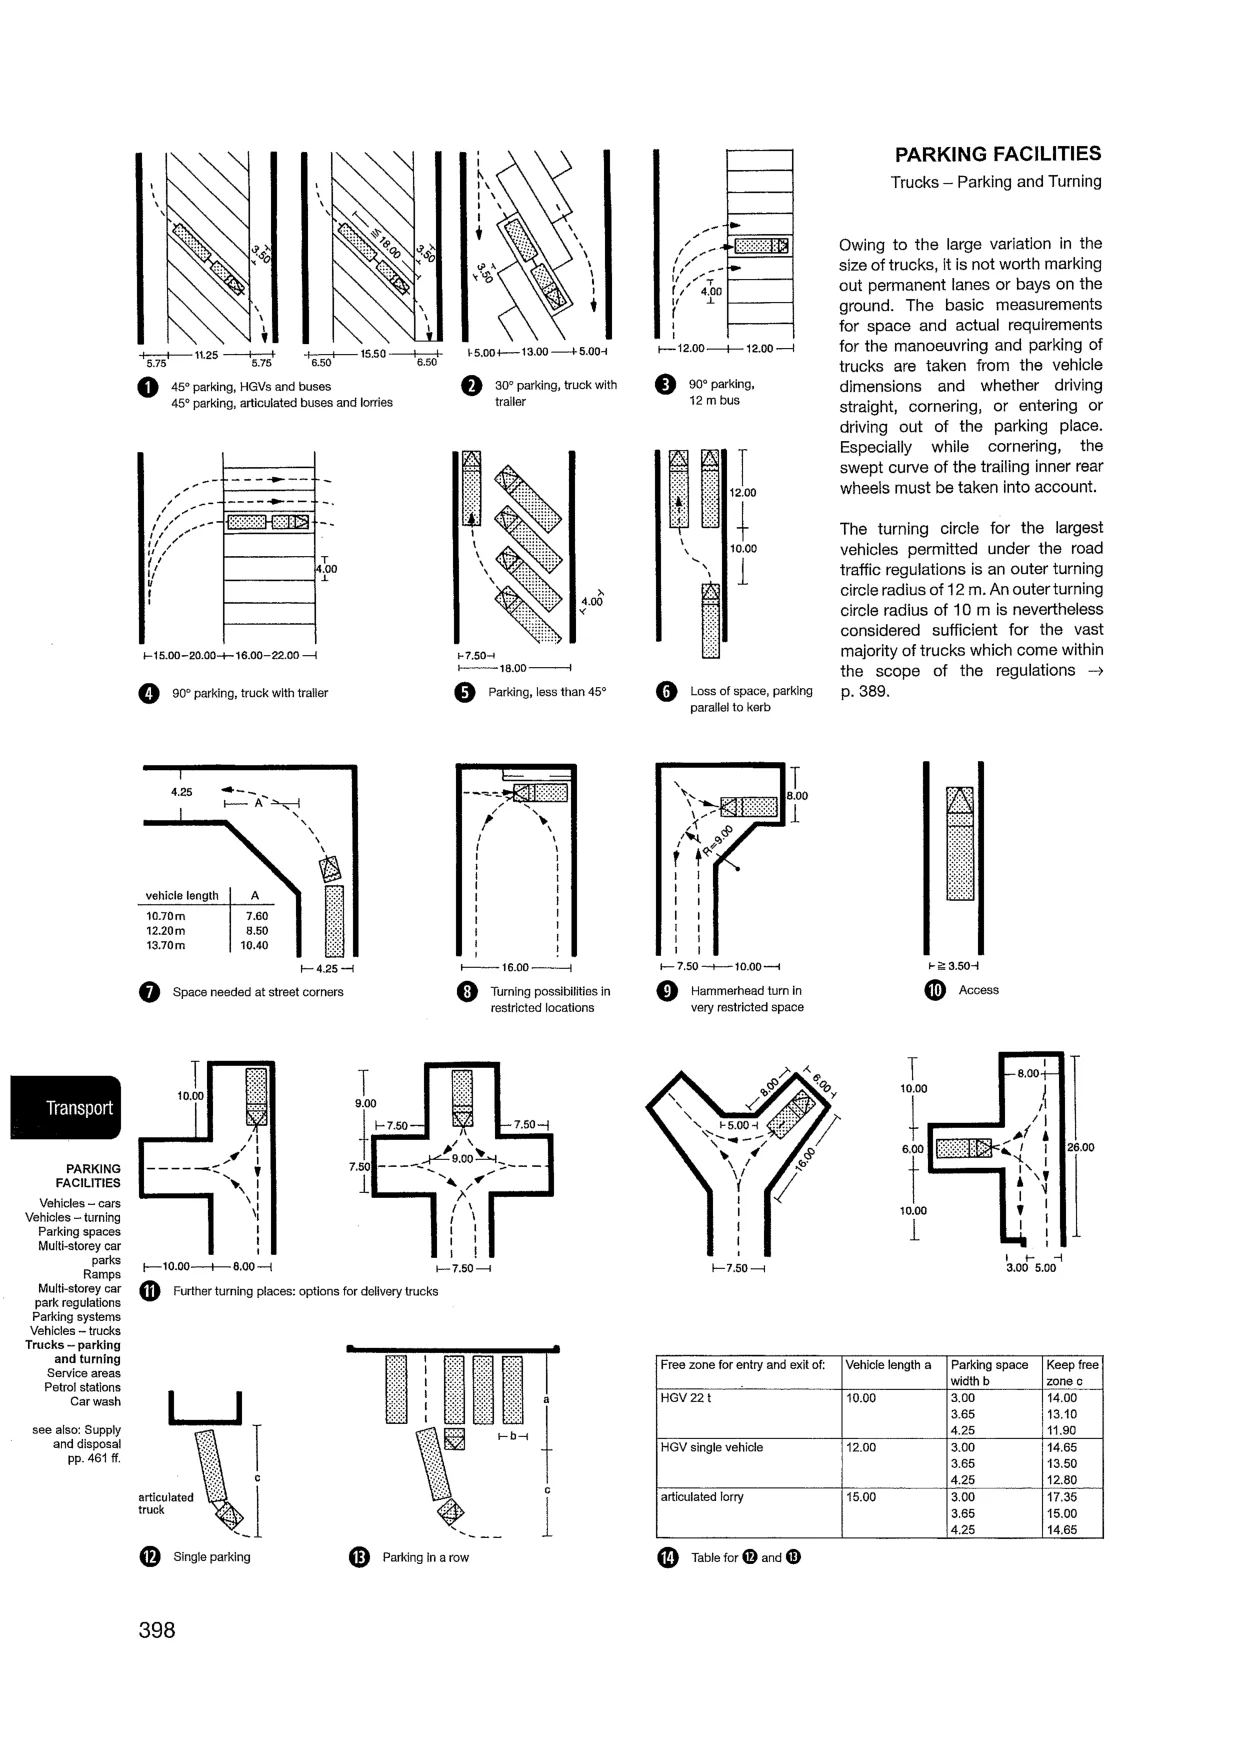 PARKING FACILITIES
Trucks – Parking and Turning
Owing to the large variation in the
size of trucks, it is not worth marking
out permanent lanes or bays on the
ground. The basic measurements
for space and actual requirements
for the manoeuvring and parking of
trucks are taken from the vehicle
dimensions and whether driving
straight, cornering, or entering or
driving out of the parking place.
Especially while cornering, the
swept curve of the trailing inner rear
wheels must be taken into account.
The turning circle for the largest
vehicles permitted under the road
traffic regulations is an outer turning
circle radius of 12 m. An outer turning
circle radius of 10 m is nevertheless
considered sufficient for the vast
majority of trucks which come within
the scope of the regulations →
p. 389.
3.50
≦18.00
3.50
5.75 11.25 5.75
6.50 15.50 6.50
1 45° parking, HGVs and buses
45° parking, articulated buses and lorries
3.50
5.00 13.00 5.00
2 30° parking, truck with
trailer
4.00
12.00 12.00
3 90° parking,
12 m bus
4.00
15.00–20.00 16.00–22.00
4 90° parking, truck with trailer
4.00
7.50
18.00
5 Parking, less than 45°
12.00
10.00
6 Loss of space, parking
parallel to kerb
4.25
A
vehicle length A
10.70 m 7.60
12.20 m 8.50
13.70 m 10.40
4.25
7 Space needed at street corners
16.00
8 Turning possibilities in
restricted locations
8.00
R=9.00
7.50 10.00
9 Hammerhead turn in
very restricted space
≧ 3.50
10 Access
10.00
10.00 8.00
9.00
7.50 7.50
7.50
9.00
7.50
8.00
6.00
5.00
16.00
7.50
10.00
8.00
6.00
26.00
10.00
3.00 5.00
11 Further turning places: options for delivery trucks
Transport
PARKING
FACILITIES
Vehicles – cars
Vehicles – turning
Parking spaces
Multi-storey car
parks
Ramps
Multi-storey car
park regulations
Parking systems
Vehicles – trucks
Trucks – parking
and turning
Service areas
Petrol stations
Car wash
see also: Supply
and disposal
pp. 461 ff.
c
articulated
truck
12 Single parking
a
b
c
13 Parking in a row
Free zone for entry and exit of: Vehicle length a Parking space Keep free
width b zone c
HGV 22 t 10.00 3.00 14.00
3.65 13.10
4.25 11.90
HGV single vehicle 12.00 3.00 14.65
3.65 13.50
4.25 12.80
articulated lorry 15.00 3.00 17.35
3.65 15.00
4.25 14.65
14 Table for 12 and 13
398